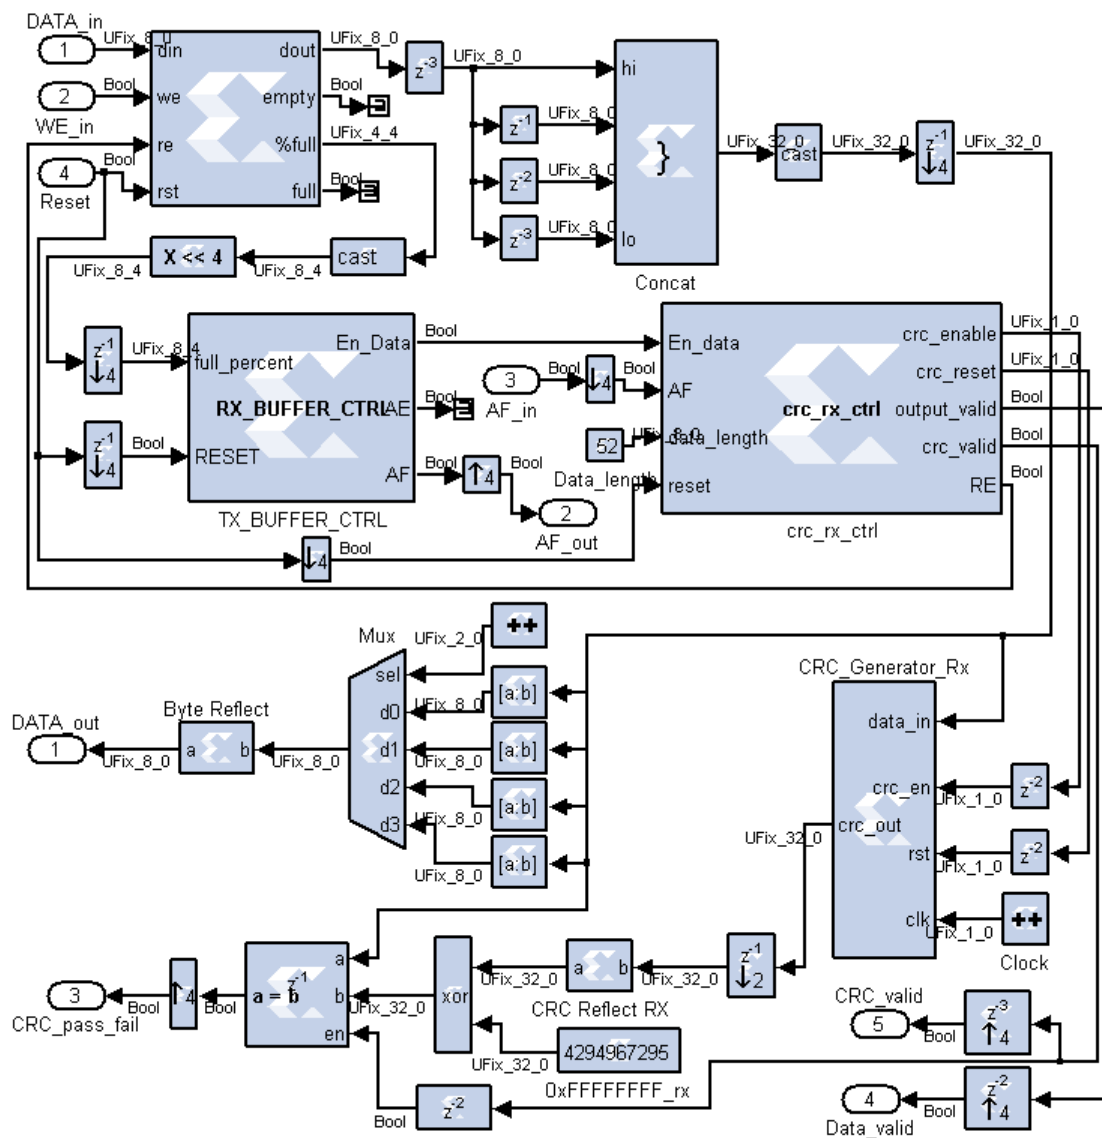 DATA_in
1
UFix_8_0
din
dout
UFix_8_0
z-3
UFix_8_0
hi
2
Bool
we
empty
Bool
WE_in
UFix_4_4
re
%full
4
Bool
rst
full
Bool
Reset
z-1
UFix_8_0
z-2
UFix_8_0
z-3
UFix_8_0
lo
}
Concat
UFix_32_0
cast
UFix_32_0
z-1
↓4
UFix_32_0
X << 4
cast
UFix_8_4
UFix_8_4
z-1
↓4
UFix_8_4
full_percent
En_Data
Bool
RX_BUFFER_CTRL
AE
Bool
z-1
↓4
Bool
RESET
AF
Bool
↑4
Bool
TX_BUFFER_CTRL
2
AF_out
3
AF_in
Bool
↓4
Bool
52
Data_length
UFix_8_0
En_data
AF
data_length
reset
crc_rx_ctrl
crc_enable
UFix_1_0
crc_reset
UFix_1_0
output_valid
Bool
crc_valid
Bool
RE
Bool
crc_rx_ctrl
↓4
Bool
Mux
UFix_2_0
++
sel
d0
UFix_8_0
[a:b]
d1
UFix_8_0
[a:b]
d2
UFix_8_0
[a:b]
d3
UFix_8_0
[a:b]
DATA_out
1
UFix_8_0
Byte Reflect
a
b
UFix_8_0
CRC_Generator_Rx
data_in
crc_en
UFix_1_0
z-2
crc_out
UFix_32_0
rst
UFix_1_0
z-2
clk
UFix_1_0
++
Clock
3
CRC_pass_fail
Bool
↑4
Bool
a
a = b
z-1
b
en
UFix_32_0
xor
UFix_32_0
a
b
CRC Reflect RX
UFix_32_0
z-1
↓2
UFix_32_0
4294967295
0xFFFFFFFF_rx
Bool
z-2
CRC_valid
5
Bool
z-3
↑4
4
Data_valid
Bool
z-2
↑4